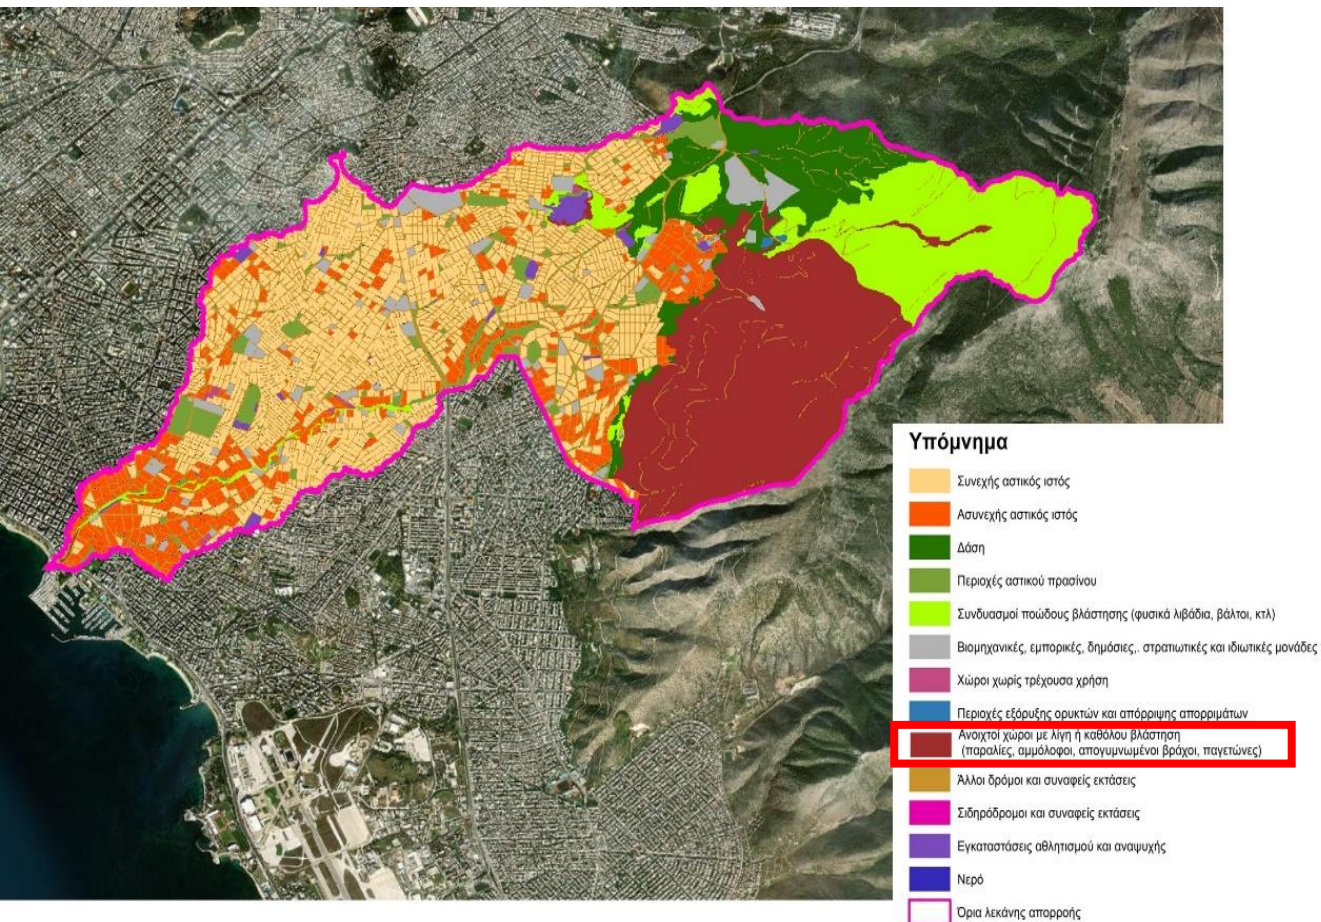 Υπόμνημα
Συνεχής αστικός ιστός
Ασυνεχής αστικός ιστός
Δάση
Περιοχές αστικού πρασίνου
Συνδυασμοί ποώδους βλάστησης (φυσικά λιβάδια, βάλτοι, κτλ)
Βιομηχανικές, εμπορικές, δημόσιες,. στρατιωτικές και ιδιωτικές μονάδες
Χώροι χωρίς τρέχουσα χρήση
Περιοχές εξόρυξης ορυκτών και απόρριψης απορριμάτων
Ανοιχτοί χώροι με λίγη ή καθόλου βλάστηση
(παραλίες, αμμόλοφοι, απογυμνωμένοι βράχοι, παγετώνες)
Άλλοι δρόμοι και συναφείς εκτάσεις
Σιδηρόδρομοι και συναφείς εκτάσεις
Εγκαταστάσεις αθλητισμού και αναψυχής
Νερό
Όρια λεκάνης απορροής